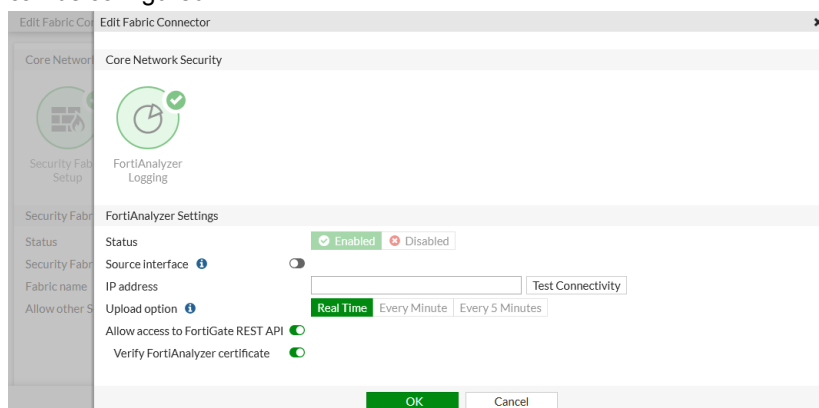 Edit Fabric Cor Edit Fabric Connector
Core Network Core Network Security
Security Fab FortiAnalyzer
Setup Logging
Security Fabr FortiAnalyzer Settings
Status Status Enabled Disabled
Security Fabr Source interface
Fabric name IP address Test Connectivity
Allow other S Upload option Real Time Every Minute Every 5 Minutes
Allow access to FortiGate REST API
Verify FortiAnalyzer certificate
OK Cancel